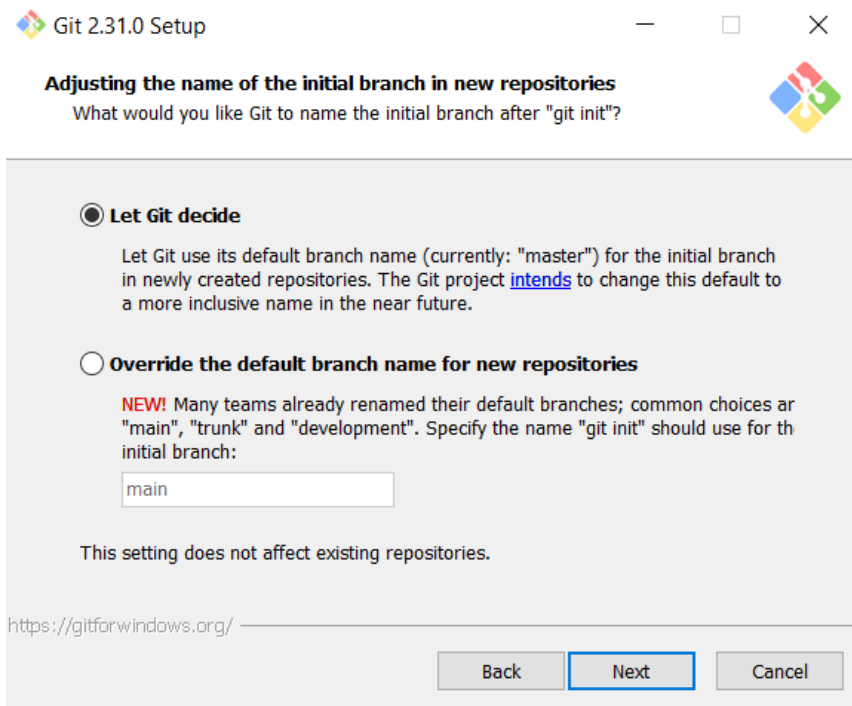 Git 2.31.0 Setup
Adjusting the name of the initial branch in new repositories
What would you like Git to name the initial branch after "git init"?
Let Git decide
Let Git use its default branch name (currently: "master") for the initial branch
in newly created repositories. The Git project intends to change this default to
a more inclusive name in the near future.
Override the default branch name for new repositories
NEW! Many teams already renamed their default branches; common choices ar
"main", "trunk" and "development". Specify the name "git init" should use for th
initial branch:
main
This setting does not affect existing repositories.
https://gitforwindows.org/
Back
Next
Cancel